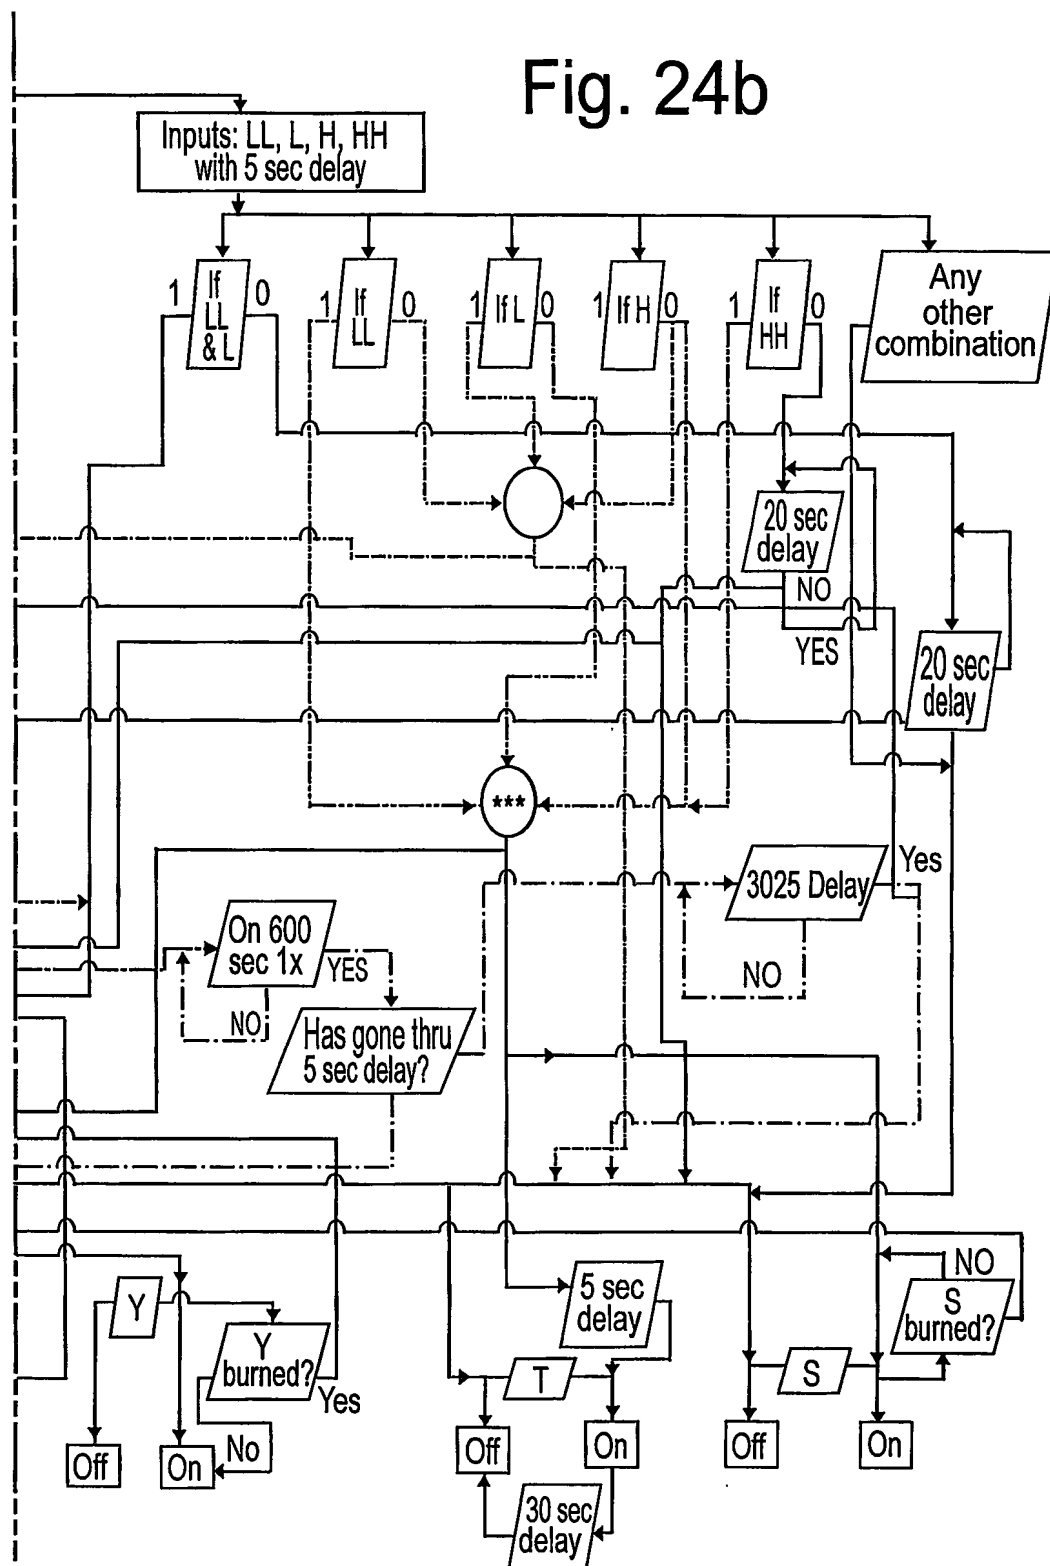 Fig. 24b
Inputs: LL, L, H, HH
with 5 sec delay
1
If
LL
& L
0
1
If
LL
0
1
If L
0
1
If H
0
1
If
HH
0
Any
other
combination
20 sec
delay
NO
YES
20 sec
delay
***
3025 Delay
Yes
NO
On 600
sec 1x
YES
NO
Has gone thru
5 sec delay?
5 sec
delay
NO
S
burned?
Y
Y
burned?
Yes
No
T
S
Off
On
Off
On
Off
On
30 sec
delay